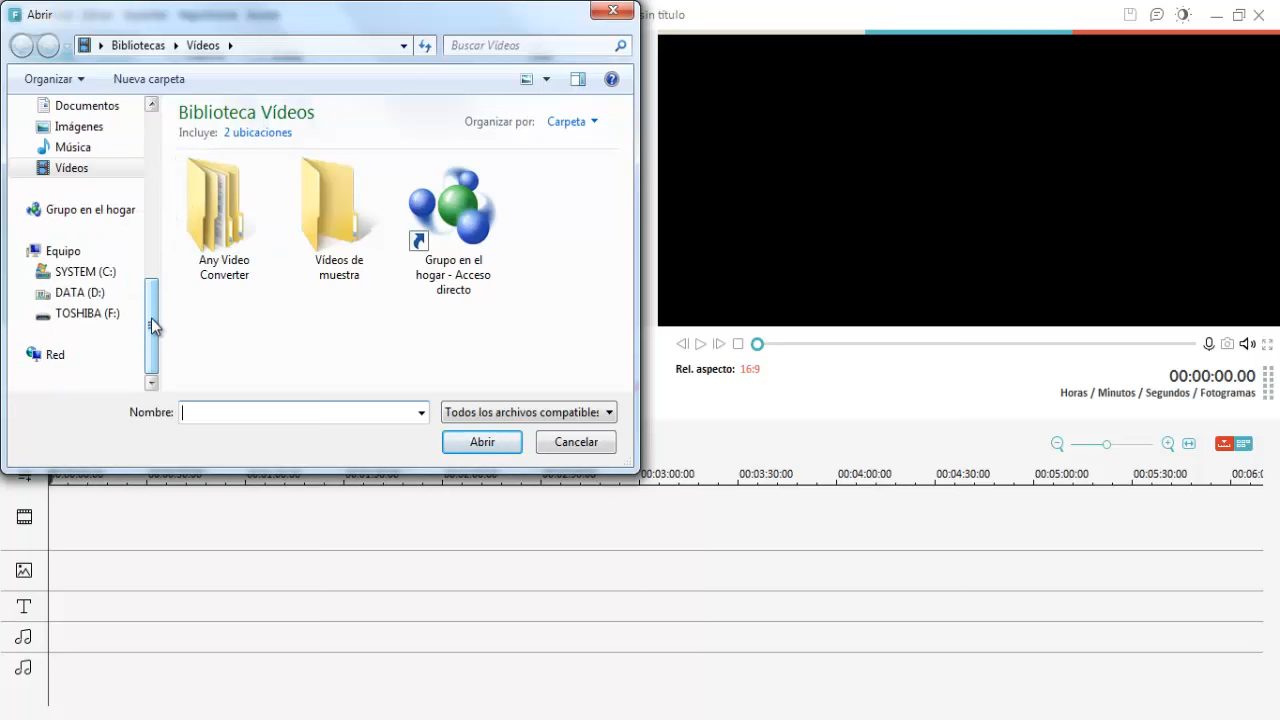 Abrir
sin título
Bibliotecas
Vídeos
Buscar Vídeos
Organizar
Nueva carpeta
Documentos
Imágenes
Música
Vídeos
Grupo en el hogar
Equipo
SYSTEM (C:)
DATA (D:)
TOSHIBA (F:)
Red
Biblioteca Vídeos
Incluye: 2 ubicaciones
Organizar por: Carpeta
Any Video
Converter
Vídeos de
muestra
Grupo en el
hogar - Acceso
directo
Nombre:
Todos los archivos compatibles
Abrir
Cancelar
Rel. aspecto: 16:9
00:00:00.00
Horas / Minutos / Segundos / Fotogramas
00:03:00:00 00:03:30:00 00:04:00:00 00:04:30:00 00:05:00:00 00:05:30:00 00:06:0